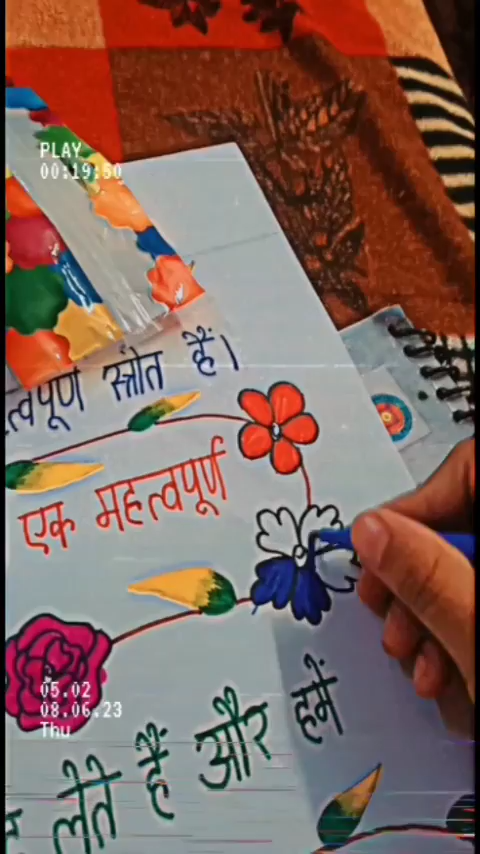 PLAY
00:19:50
त्वपूर्ण स्त्रोत हैं।
एक महत्वपूर्ण
लेते हैं और हमें
05.02
08.06.23
Thu